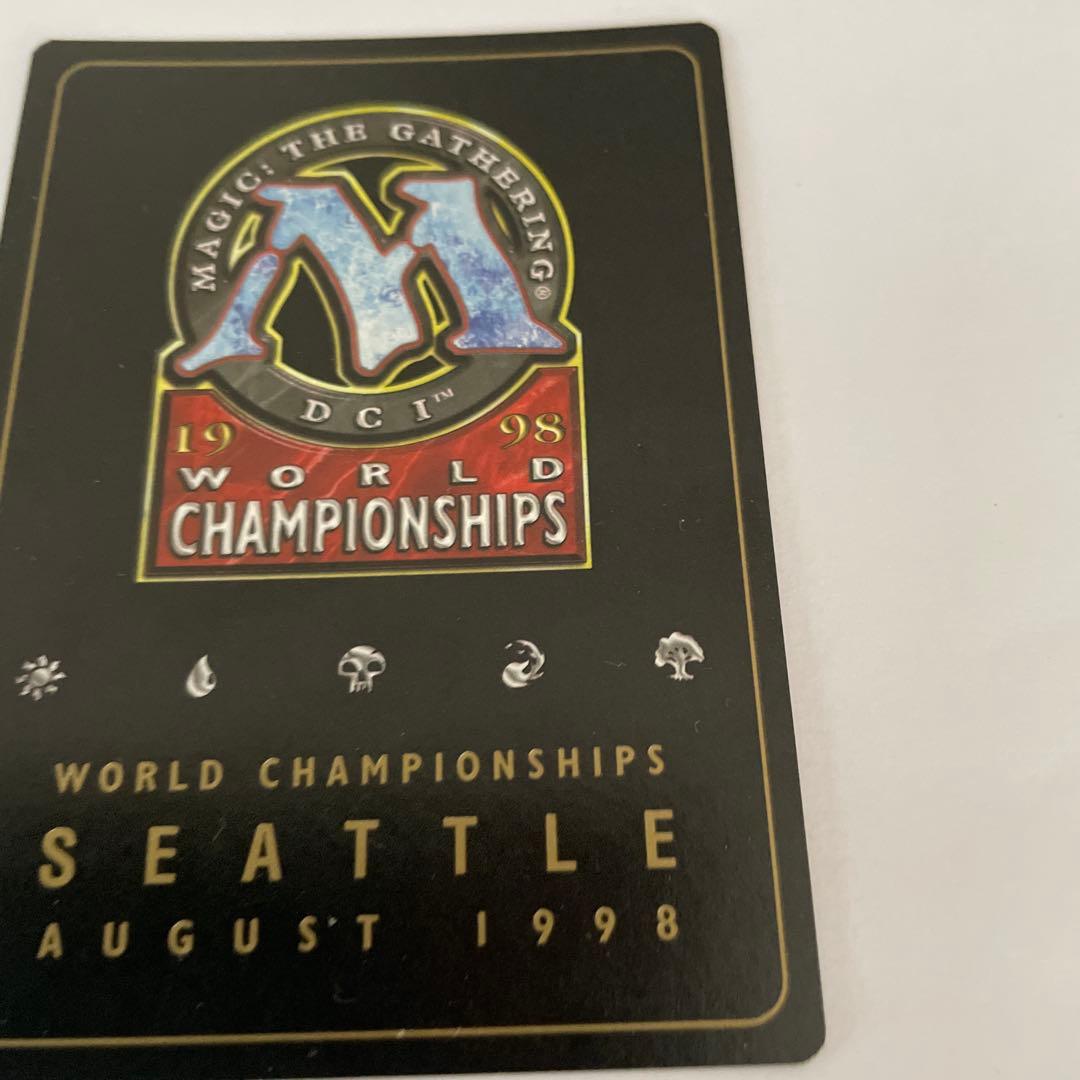 MAGIC: THE GATHERING®
DCI™
19 98
WORLD
CHAMPIONSHIPS
WORLD CHAMPIONSHIPS
SEATTLE
AUGUST 1998